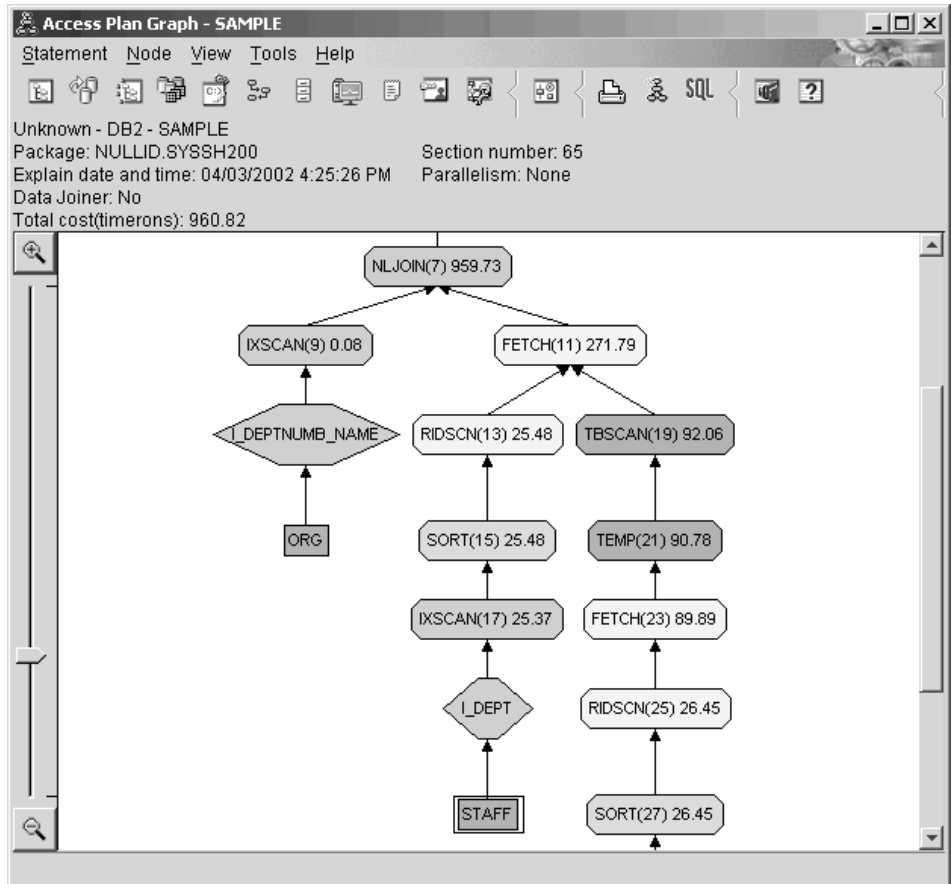 Access Plan Graph - SAMPLE
Statement Node View Tools Help
SQL ?
Unknown - DB2 - SAMPLE
Package: NULLID.SYSSH200 Section number: 65
Explain date and time: 04/03/2002 4:25:26 PM Parallelism: None
Data Joiner: No
Total cost(timerons): 960.82
NLJOIN(7) 959.73
IXSCAN(9) 0.08 FETCH(11) 271.79
I_DEPTNUMB_NAME RIDSCN(13) 25.48 TBSCAN(19) 92.06
ORG SORT(15) 25.48 TEMP(21) 90.78
IXSCAN(17) 25.37 FETCH(23) 89.89
I_DEPT RIDSCN(25) 26.45
STAFF SORT(27) 26.45